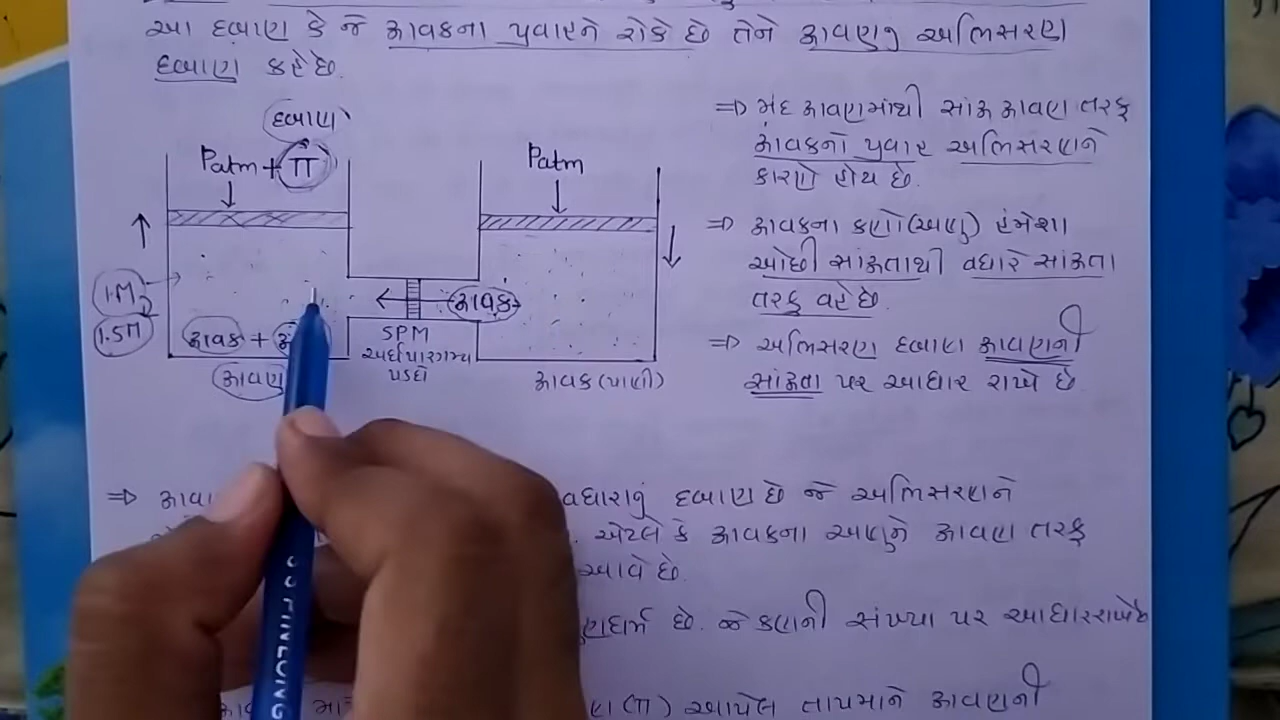 આ દબાણ કે જે દ્રાવકના પ્રવાહને રોકે છે તેને દ્રાવણનું અભિસરણ
દબાણ કહે છે.
દબાણ
Patm + π
Patm
1M
1.5M
દ્રાવક +
દ્રાવણ
દ્રાવક
SPM
અર્ધપારગમ્ય
પડદો
દ્રાવક (પાણી)
⇒ મંદ દ્રાવણમાંથી સાંદ્ર દ્રાવણ તરફ
દ્રાવકનો પ્રવાહ અભિસરણને
કારણે હોય છે.
⇒ દ્રાવકના કણો (અણુ) હંમેશા
ઓછી સાંદ્રતાથી વધારે સાંદ્રતા
તરફ વહે છે.
⇒ અભિસરણ દબાણ દ્રાવણની
સાંદ્રતા પર આધાર રાખે છે.
⇒ વધારાનું દબાણ છે જે અભિસરણને
એટલે કે દ્રાવકના અણુને દ્રાવણ તરફ
આવે છે.
છે. જે કણની સંખ્યા પર આધાર રાખે છે
(π) આપેલ તાપમાને દ્રાવણની